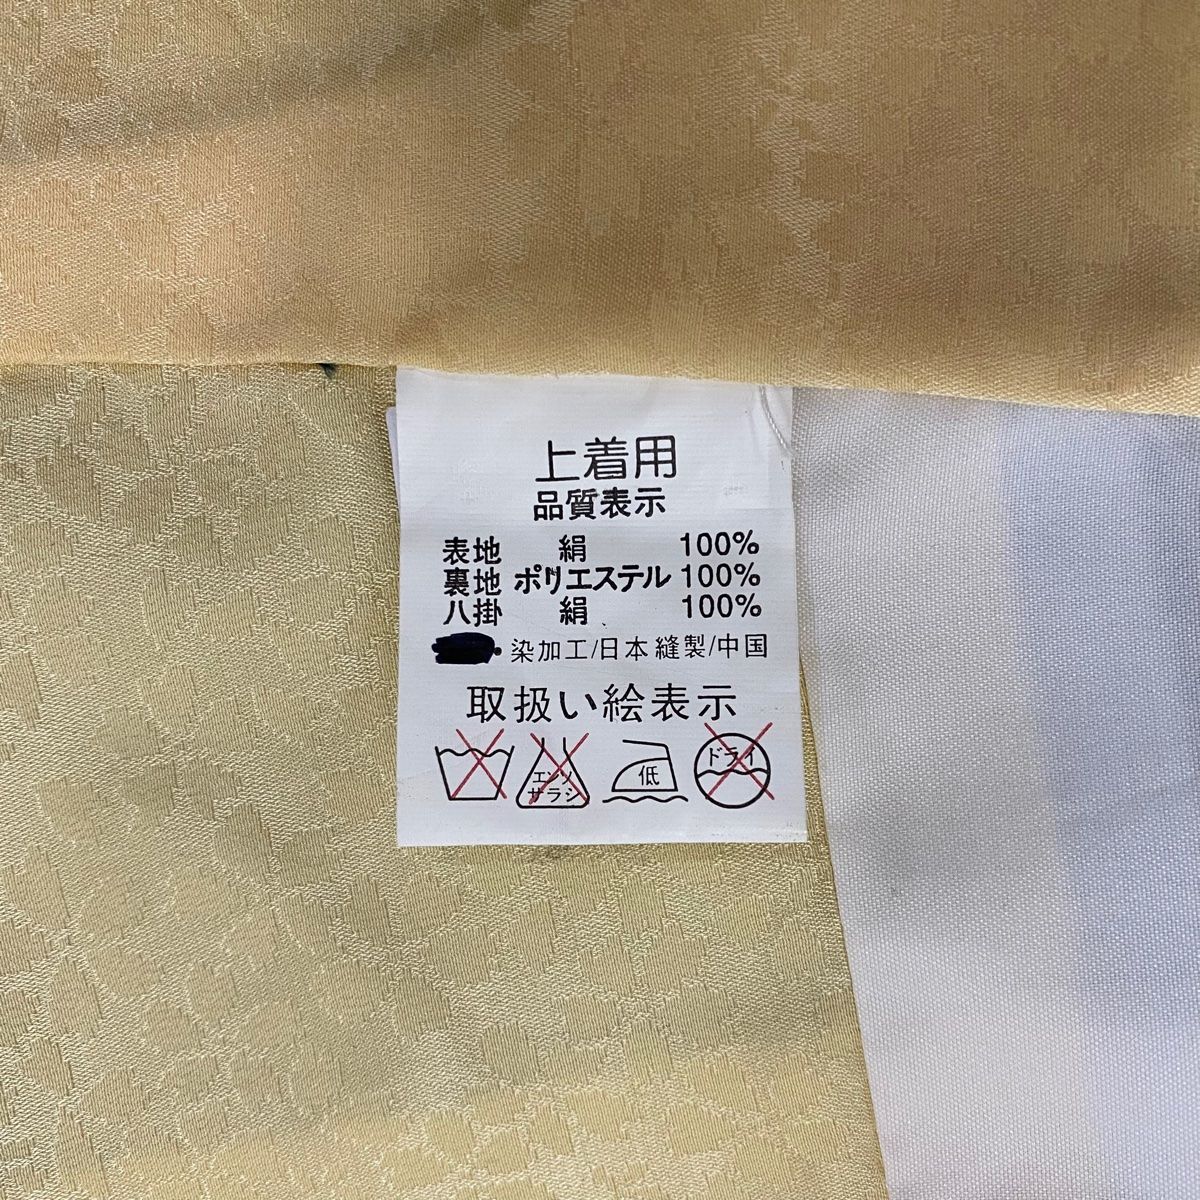 上着用
品質表示
表地 絹 100%
裏地 ポリエステル 100%
八掛 絹 100%
染加工/日本 縫製/中国
取扱い絵表示
エンソ
サラシ
低
ドライ